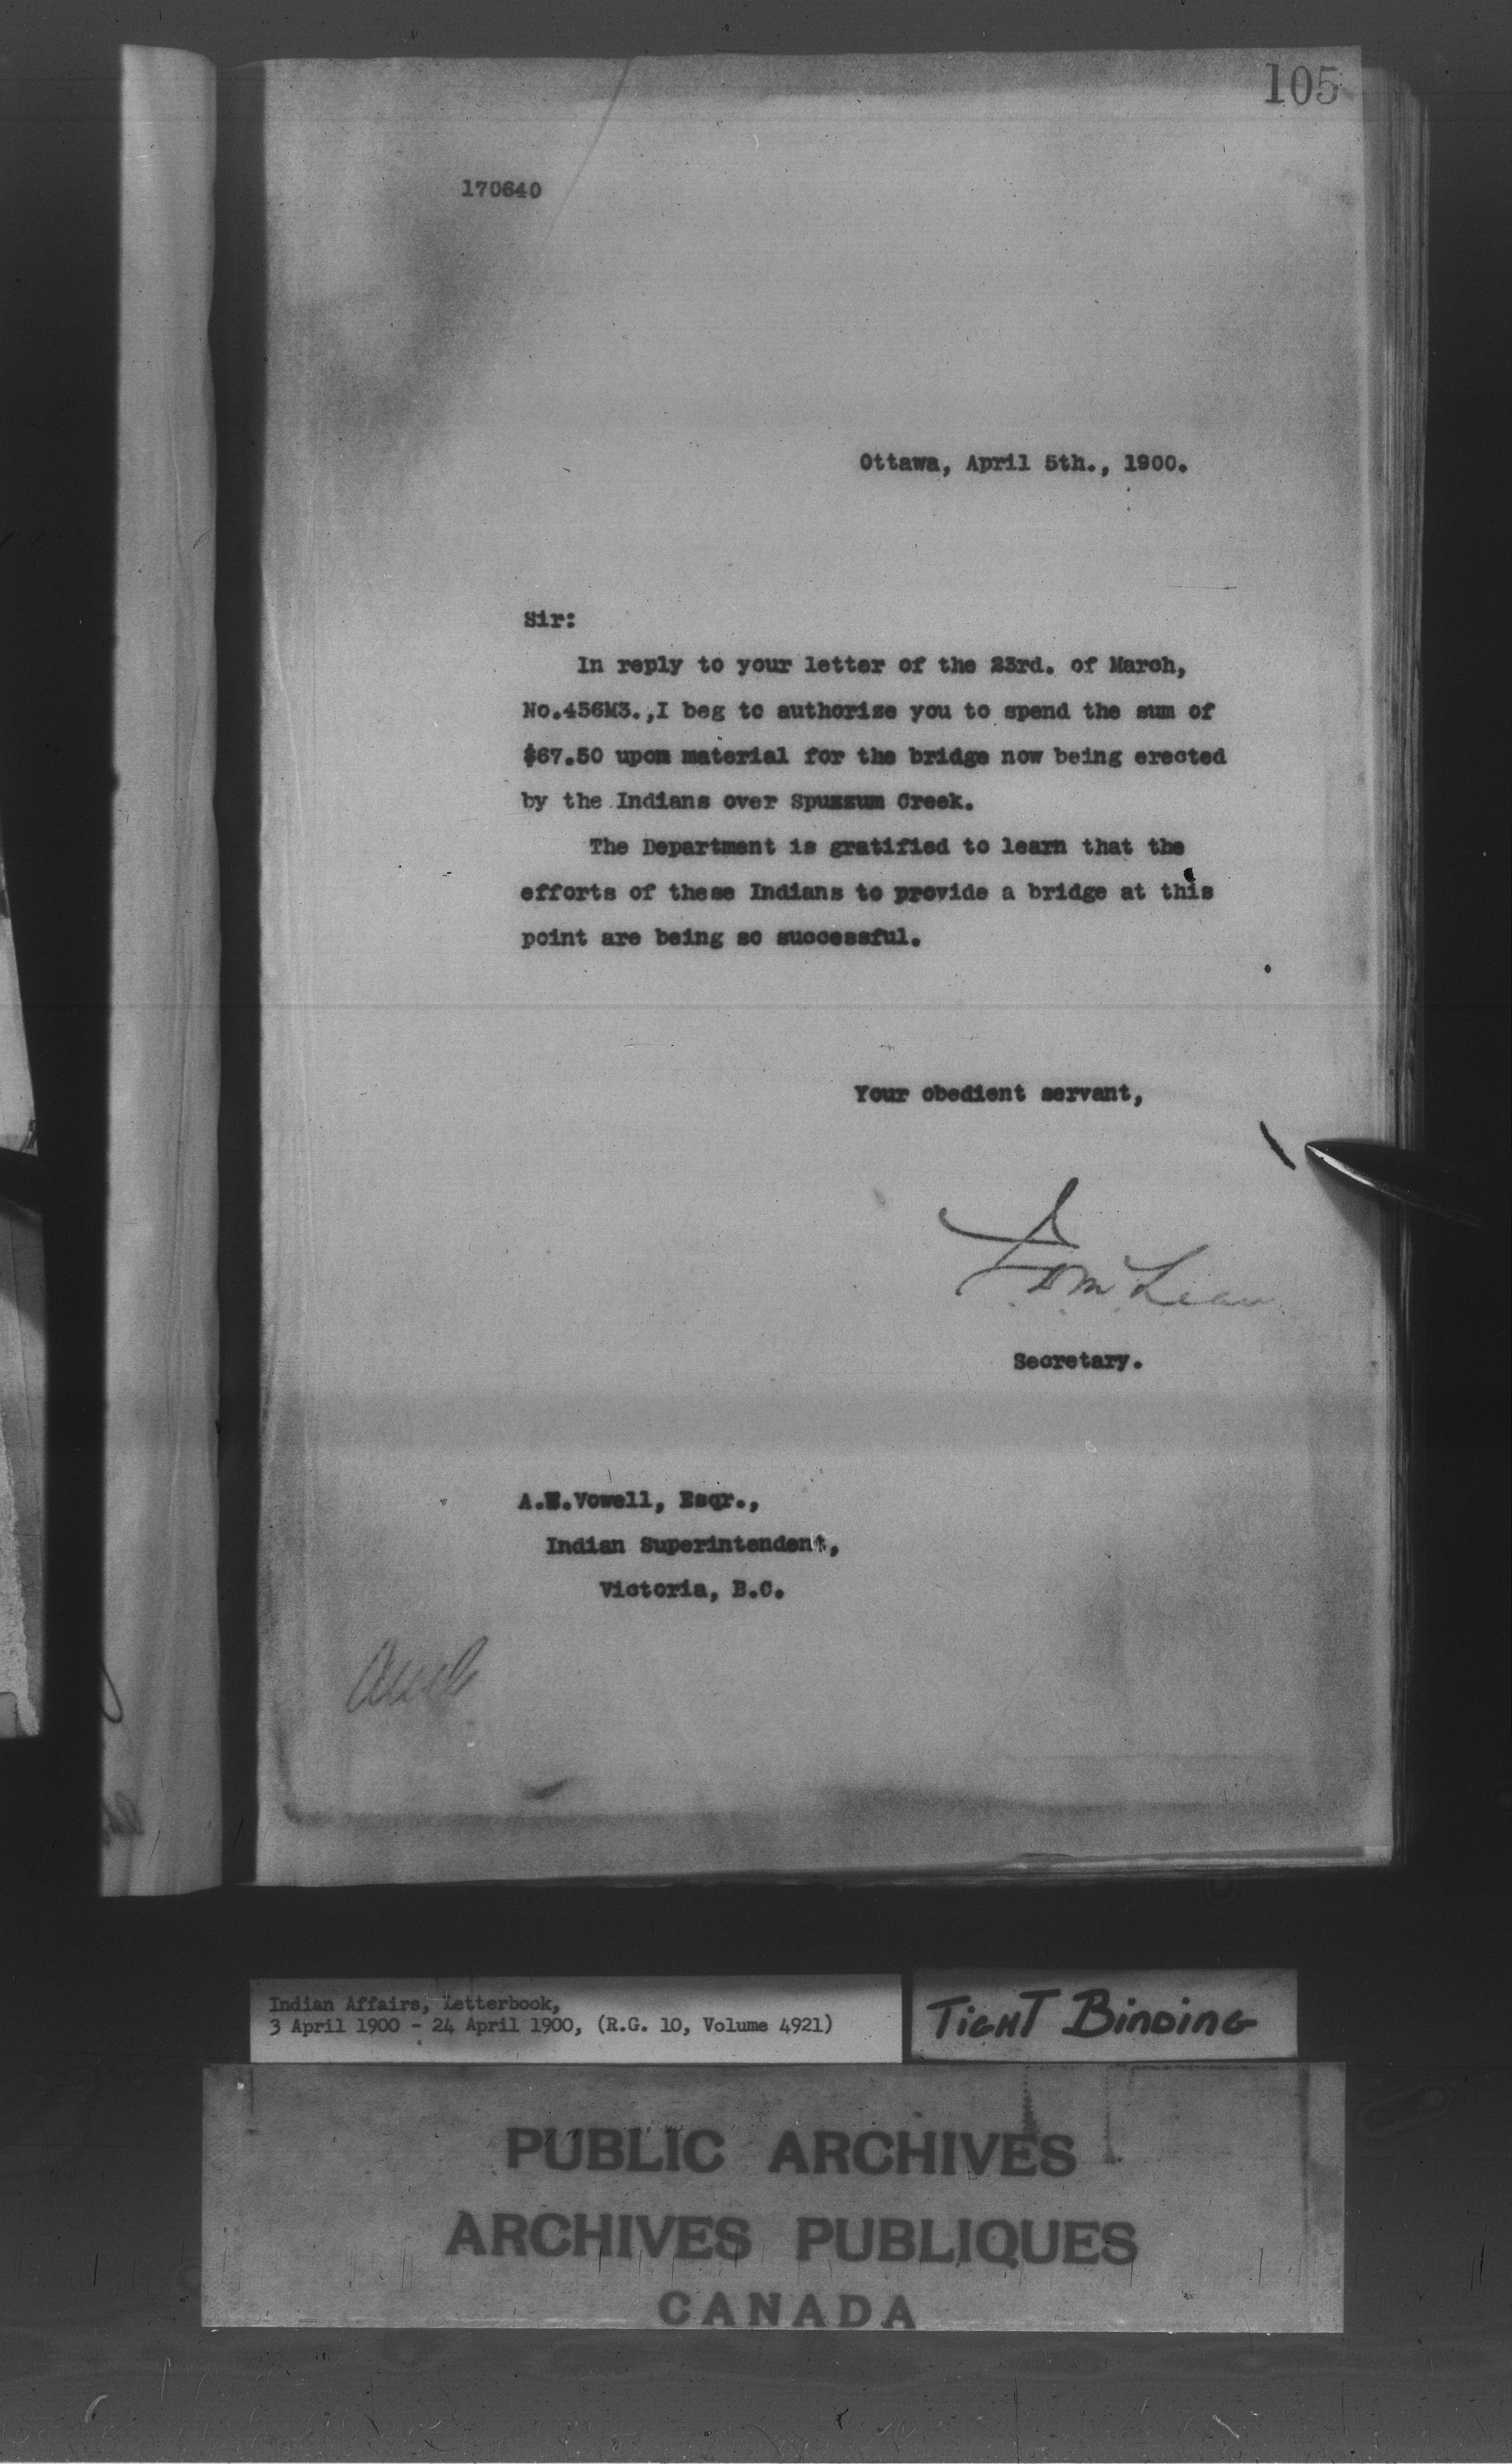 105
170640
Ottawa, April 5th., 1900.
Sir:
In reply to your letter of the 23rd. of March,
No.456M3.,I beg to authorize you to spend the sum of
$67.50 upon material for the bridge now being erected
by the Indians over Spuzzum Creek.
The Department is gratified to learn that the
efforts of these Indians to provide a bridge at this
point are being so successful.
Your obedient servant,
McLean
Secretary.
A.W.Vowell, Esqr.,
Indian Superintendent,
Victoria, B.C.
Indian Affairs, Letterbook,
3 April 1900 - 24 April 1900, (R.G. 10, Volume 4921)
TIGHT BINDING
PUBLIC ARCHIVES
ARCHIVES PUBLIQUES
CANADA